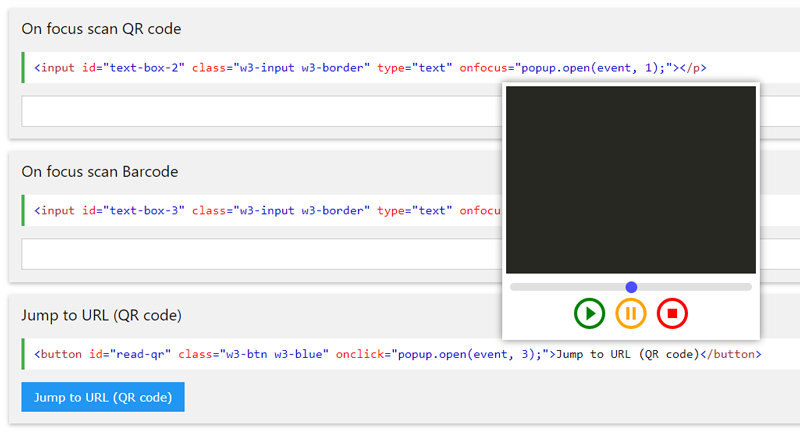 On focus scan QR code
<input id="text-box-2" class="w3-input w3-border" type="text" onfocus="popup.open(event, 1);"></p>
On focus scan Barcode
<input id="text-box-3" class="w3-input w3-border" type="text" onfocus
Jump to URL (QR code)
<button id="read-qr" class="w3-btn w3-blue" onclick="popup.open(event, 3);">Jump to URL (QR code)</button>
Jump to URL (QR code)